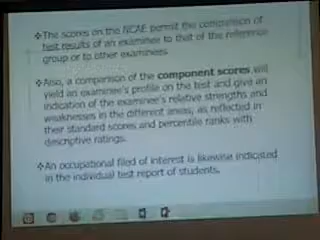 ❖The scores on the NCAE permit the comparison of
test results of an examinee to that of the reference
group or to other examinees.
❖Also, a comparison of the component scores will
yield an examinee's profile on the test and give an
indication of the examinee's relative strengths and
weaknesses in the different areas, as reflected in
their standard scores and percentile ranks with
descriptive ratings.
❖An occupational filed of interest is likewise indicated
in the individual test report of students.